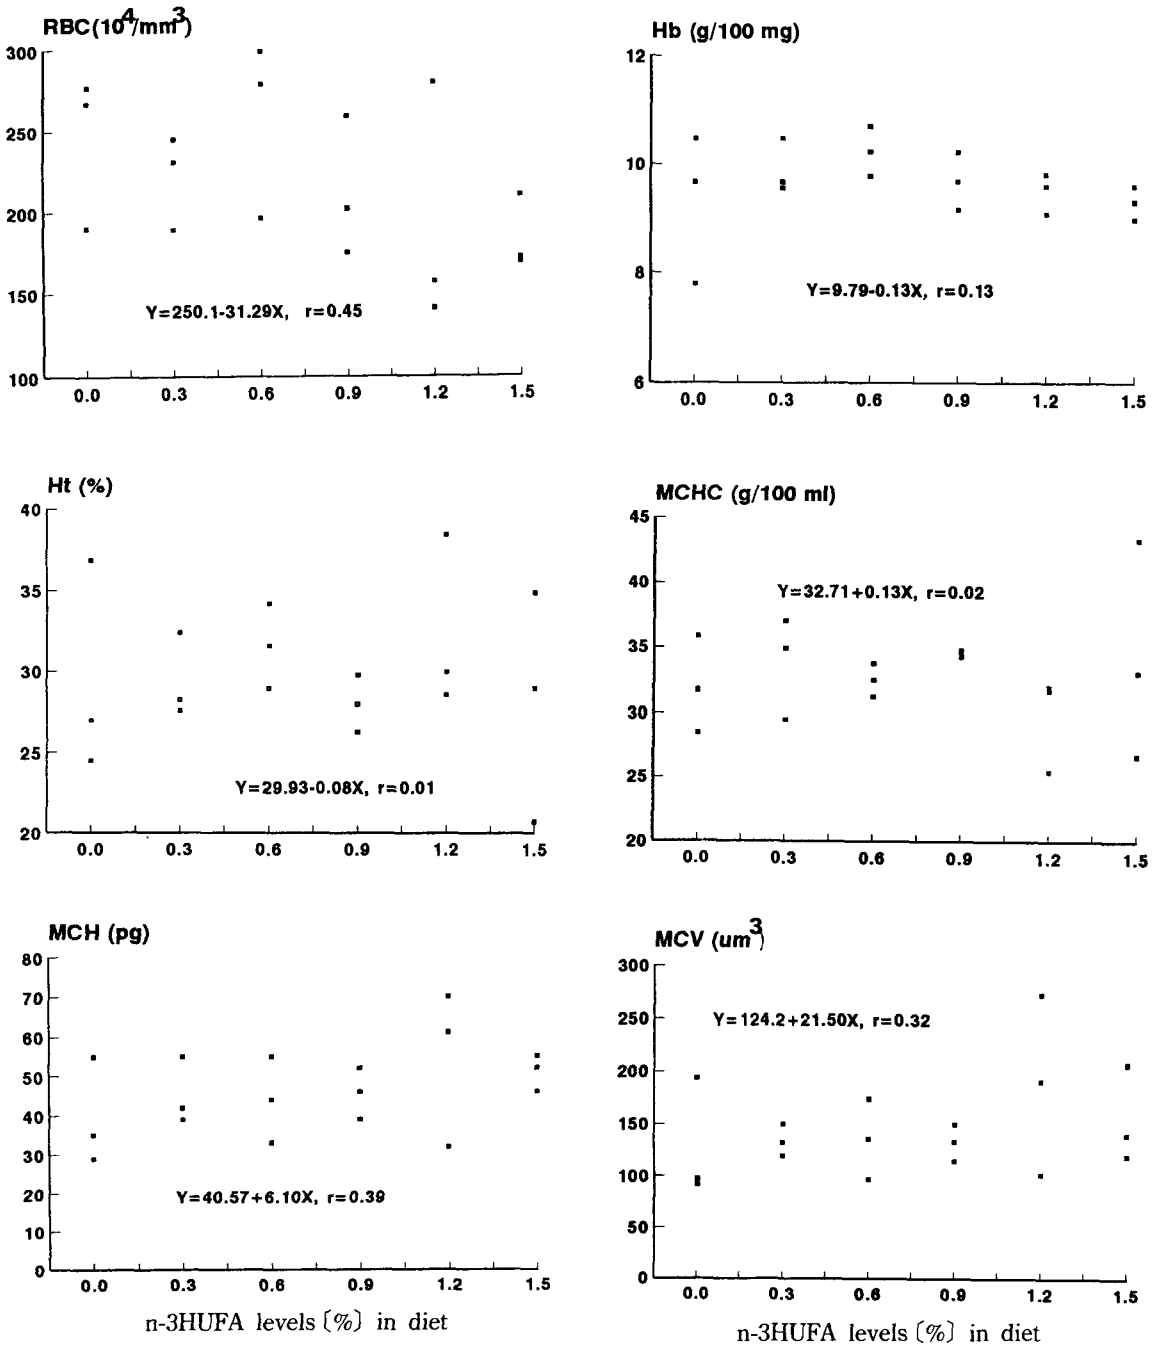 RBC(10⁴/mm³)
300
250
200
150
100
Y=250.1-31.29X, r=0.45
0.0 0.3 0.6 0.9 1.2 1.5
Hb (g/100 mg)
12
10
8
6
Y=9.79-0.13X, r=0.13
0.0 0.3 0.6 0.9 1.2 1.5
Ht (%)
40
35
30
25
20
Y=29.93-0.08X, r=0.01
0.0 0.3 0.6 0.9 1.2 1.5
MCHC (g/100 ml)
45
40
35
30
25
20
Y=32.71+0.13X, r=0.02
0.0 0.3 0.6 0.9 1.2 1.5
MCH (pg)
80
70
60
50
40
30
20
10
0
Y=40.57+6.10X, r=0.39
0.0 0.3 0.6 0.9 1.2 1.5
n-3HUFA levels〔%〕in diet
MCV (um³)
300
250
200
150
100
50
0
Y=124.2+21.50X, r=0.32
0.0 0.3 0.6 0.9 1.2 1.5
n-3HUFA levels〔%〕in diet